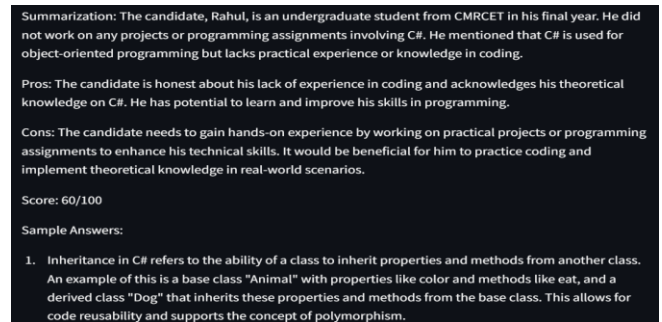 Summarization: The candidate, Rahul, is an undergraduate student from CMRCET in his final year. He did
not work on any projects or programming assignments involving C#. He mentioned that C# is used for
object-oriented programming but lacks practical experience or knowledge in coding.
Pros: The candidate is honest about his lack of experience in coding and acknowledges his theoretical
knowledge on C#. He has potential to learn and improve his skills in programming.
Cons: The candidate needs to gain hands-on experience by working on practical projects or programming
assignments to enhance his technical skills. It would be beneficial for him to practice coding and
implement theoretical knowledge in real-world scenarios.
Score: 60/100
Sample Answers:
1. Inheritance in C# refers to the ability of a class to inherit properties and methods from another class.
An example of this is a base class "Animal" with properties like color and methods like eat, and a
derived class "Dog" that inherits these properties and methods from the base class. This allows for
code reusability and supports the concept of polymorphism.